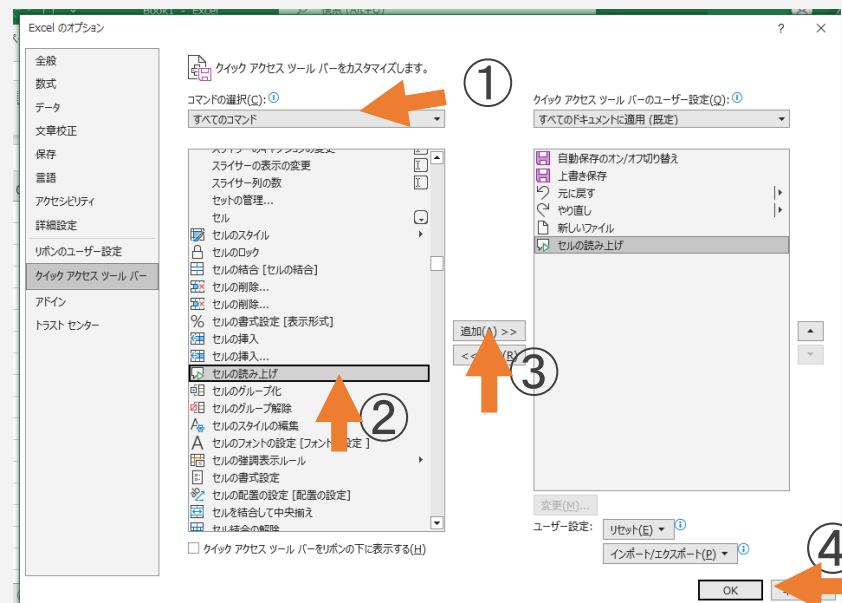 Book1 - Excel
検索 (Alt+Q)
Excel のオプション
? ×
全般
数式
データ
文章校正
保存
言語
アクセシビリティ
詳細設定
リボンのユーザー設定
クイック アクセス ツール バー
アドイン
トラスト センター
クイック アクセス ツール バーをカスタマイズします。
①
コマンドの選択(C):
すべてのコマンド
スライサーの表示の変更
スライサー列の数
セットの管理...
セル
セルのスタイル
セルのロック
セルの結合 [セルの結合]
セルの削除...
セルの削除...
セルの書式設定 [表示形式]
セルの挿入
セルの挿入...
セルの読み上げ
セルのグループ化
セルのグループ解除
セルのスタイルの編集
セルのフォントの設定 [フォント
セルの強調表示ルール
セルの書式設定
セルの配置の設定 [配置の設定]
セルを結合して中央揃え
セル結合の解除
②
クイック アクセス ツール バーをリボンの下に表示する(H)
追加(A) >>
③
クイック アクセス ツール バーのユーザー設定(Q):
すべてのドキュメントに適用 (既定)
自動保存のオン/オフ切り替え
上書き保存
元に戻す
やり直し
新しいファイル
セルの読み上げ
変更(M)...
ユーザー設定:
リセット(E)
インポート/エクスポート(P)
④
OK